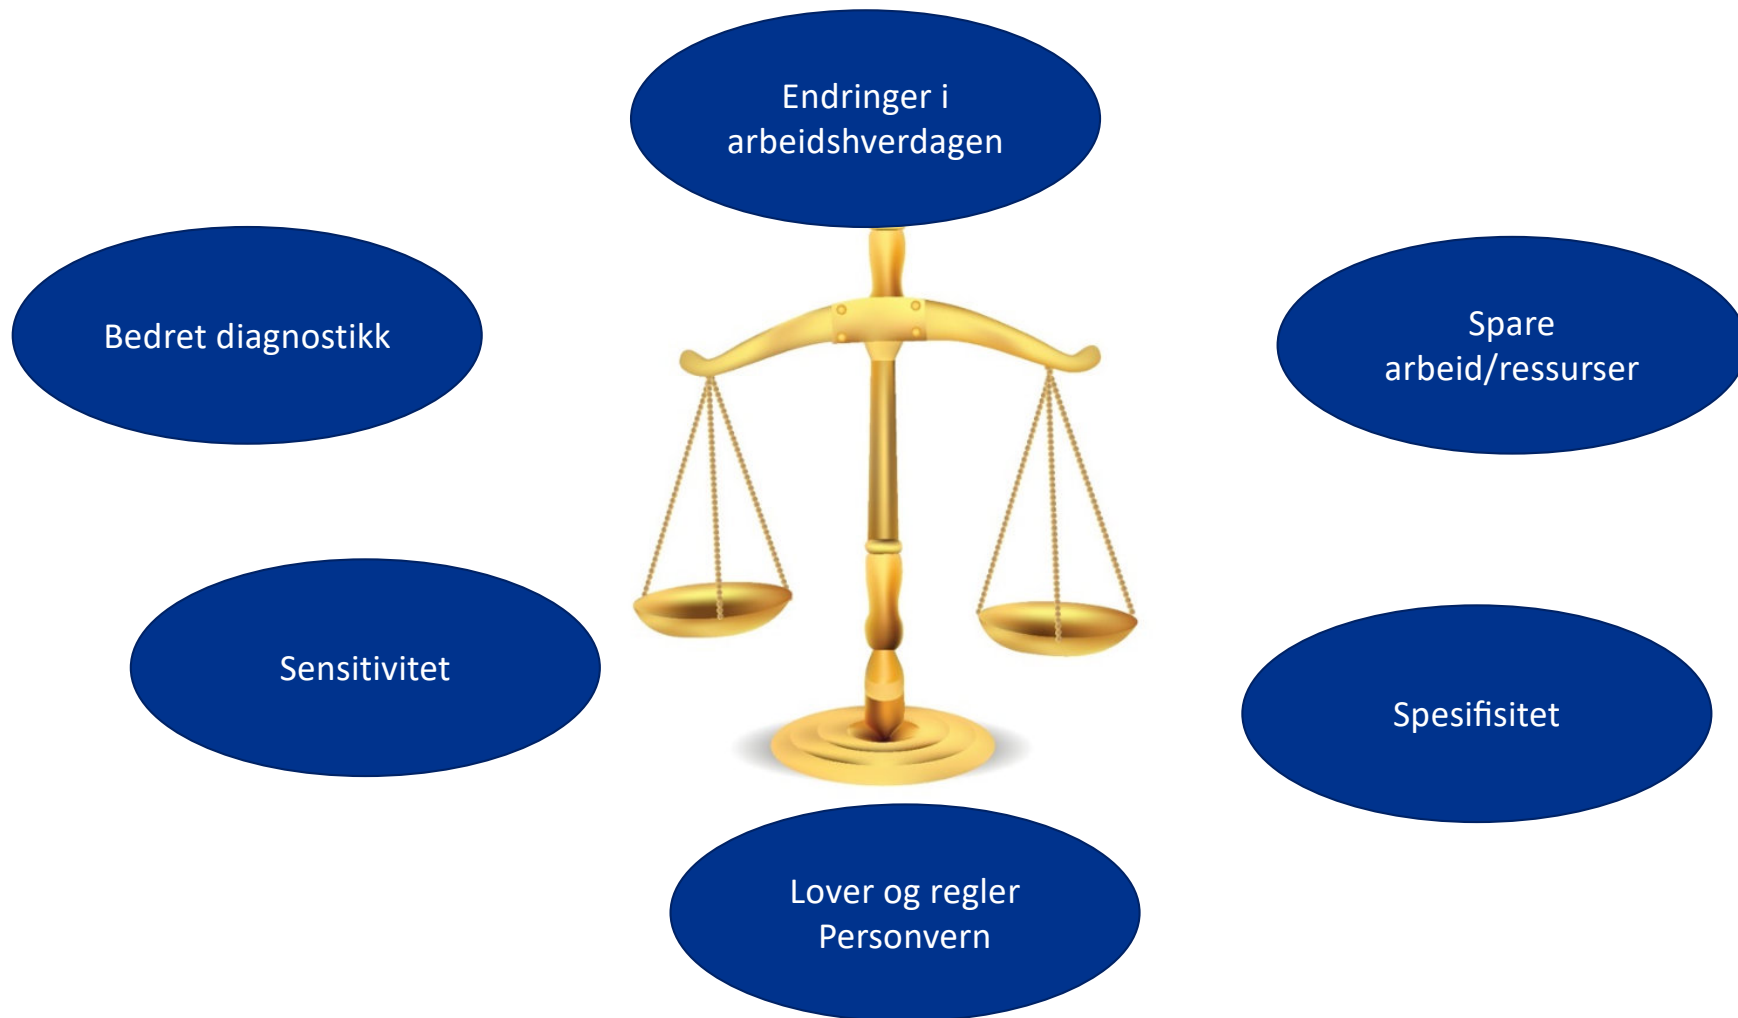 Endringer i
arbeidshverdagen
Bedret diagnostikk
Spare
arbeid/ressurser
Sensitivitet
Spesifisitet
Lover og regler
Personvern